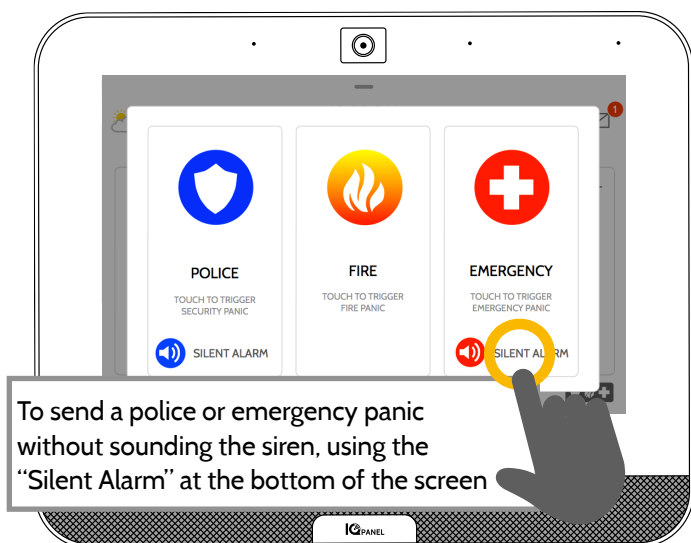 1
POLICE
TOUCH TO TRIGGER
SECURITY PANIC
SILENT ALARM
FIRE
TOUCH TO TRIGGER
FIRE PANIC
EMERGENCY
TOUCH TO TRIGGER
EMERGENCY PANIC
SILENT ALARM
To send a police or emergency panic
without sounding the siren, using the
“Silent Alarm” at the bottom of the screen
IQ PANEL